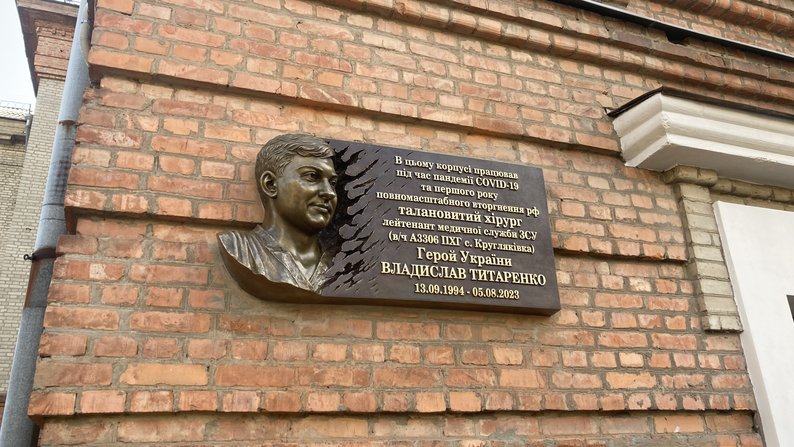 В цьому корпусі працював
під час пандемії COVID-19
та першого року
повномасштабного вторгнення рф
талановитий хірург
лейтенант медичної служби ЗСУ
(в/ч А3306 ПХГ с. Кругляківка)
Герой України
ВЛАДИСЛАВ ТИТАРЕНКО
13.09.1994 - 05.08.2023